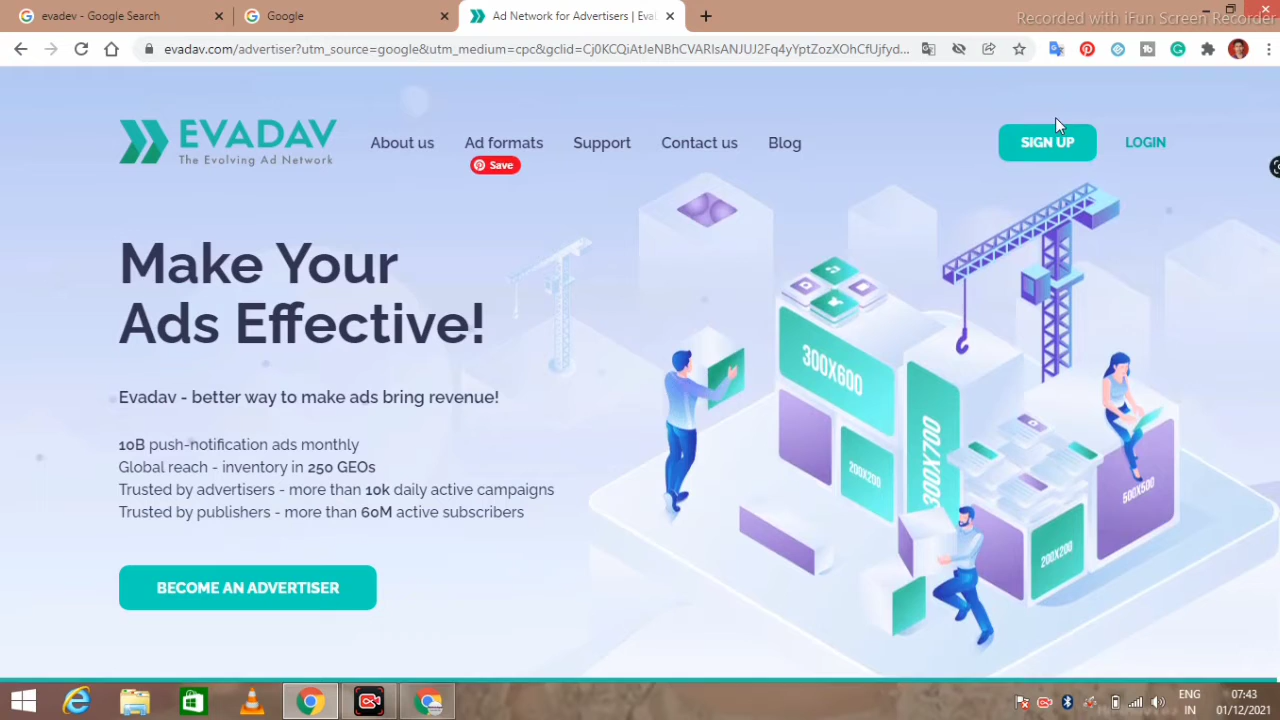 evadev - Google Search
Google
Ad Network for Advertisers | Eva
Recorded with iFun Screen Recorder
evadav.com/advertiser?utm_source=google&utm_medium=cpc&gclid=Cj0KCQiAtJeNBhCVARIsANJUJ2Fq4yYptZozXOhCfUjfyd...
EVADAV
The Evolving Ad Network
About us
Ad formats
Support
Contact us
Blog
SIGN UP
LOGIN
Save
Make Your
Ads Effective!
Evadav - better way to make ads bring revenue!
10B push-notification ads monthly
Global reach - inventory in 250 GEOs
Trusted by advertisers - more than 10k daily active campaigns
Trusted by publishers - more than 60M active subscribers
BECOME AN ADVERTISER
300X600
300X700
200X200
500X500
200X200
ENG
IN
07:43
01/12/2021